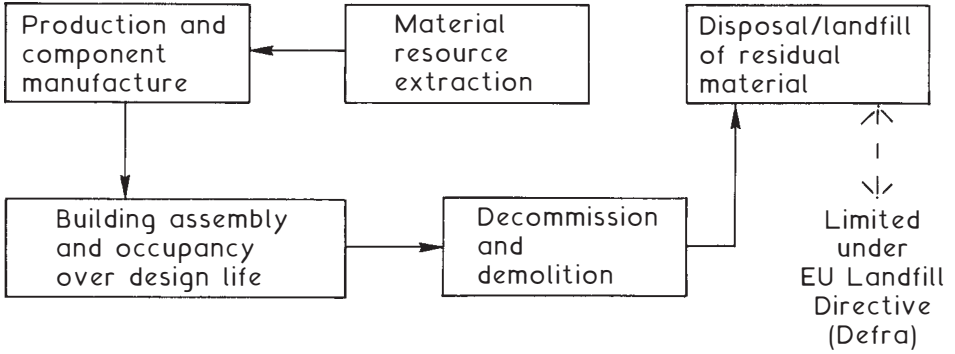 Production and
component
manufacture
Material
resource
extraction
Disposal/landfill
of residual
material
Building assembly
and occupancy
over design life
Decommission
and
demolition
Limited
under
EU Landfill
Directive
(Defra)